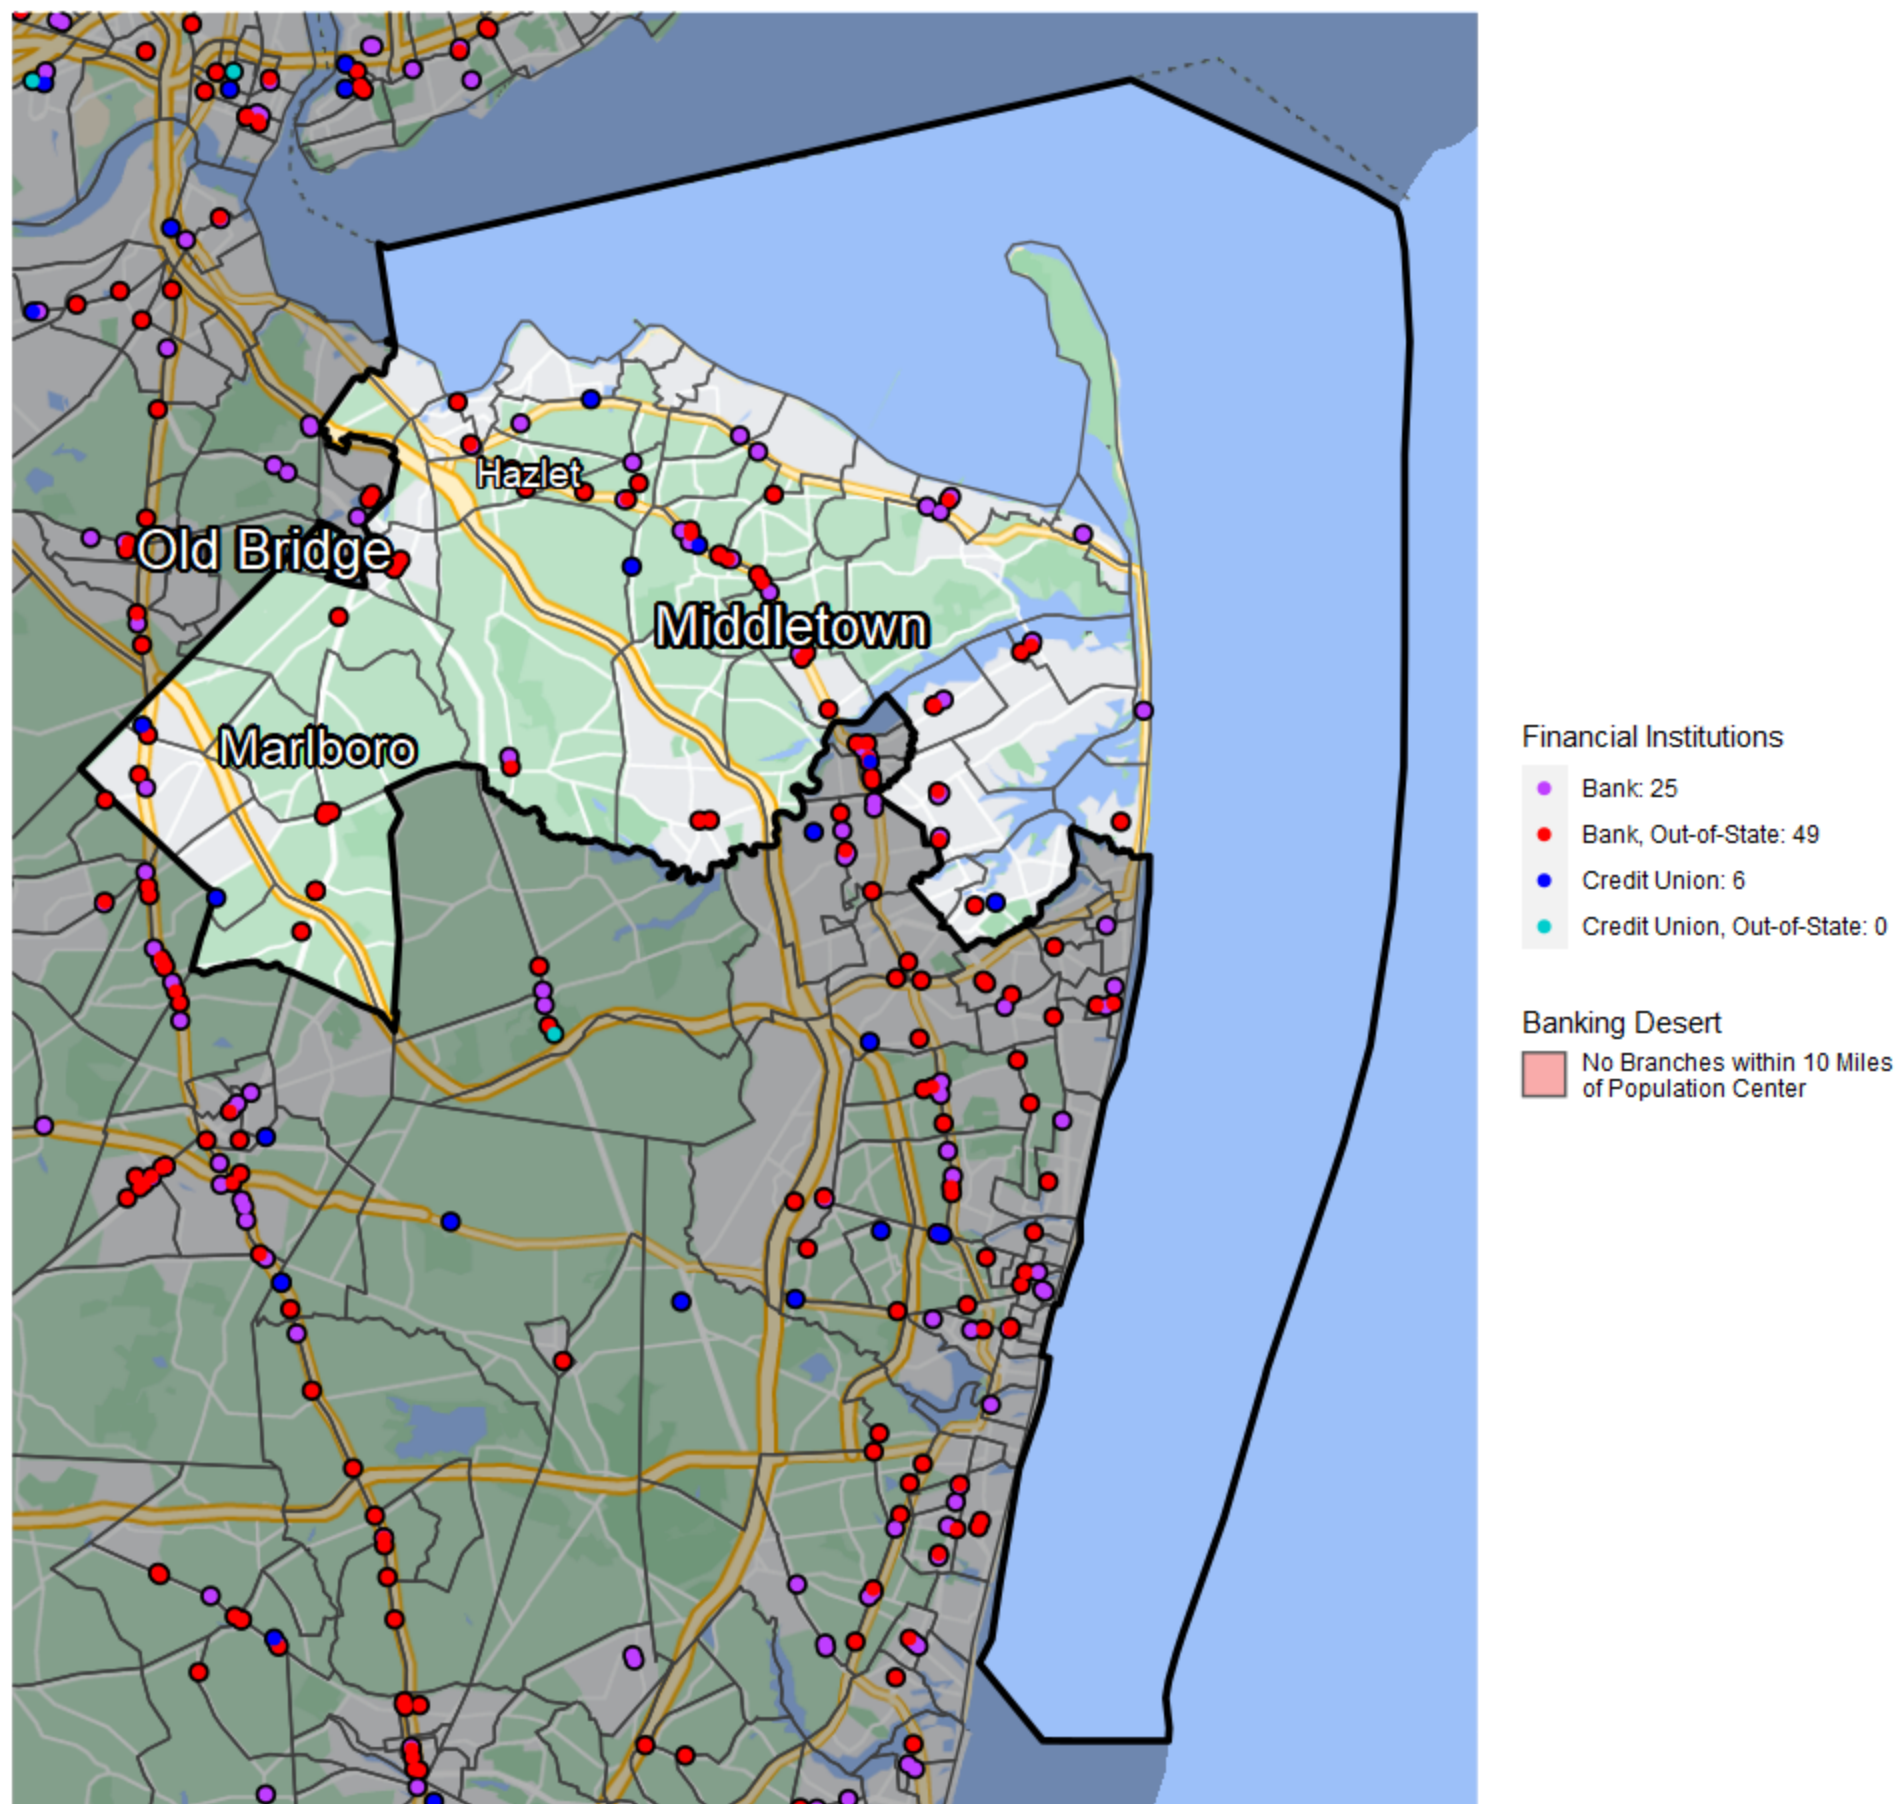 Hazlet
Old Bridge
Middletown
Marlboro
Financial Institutions
Bank: 25
Bank, Out-of-State: 49
Credit Union: 6
Credit Union, Out-of-State: 0
Banking Desert
No Branches within 10 Miles
of Population Center